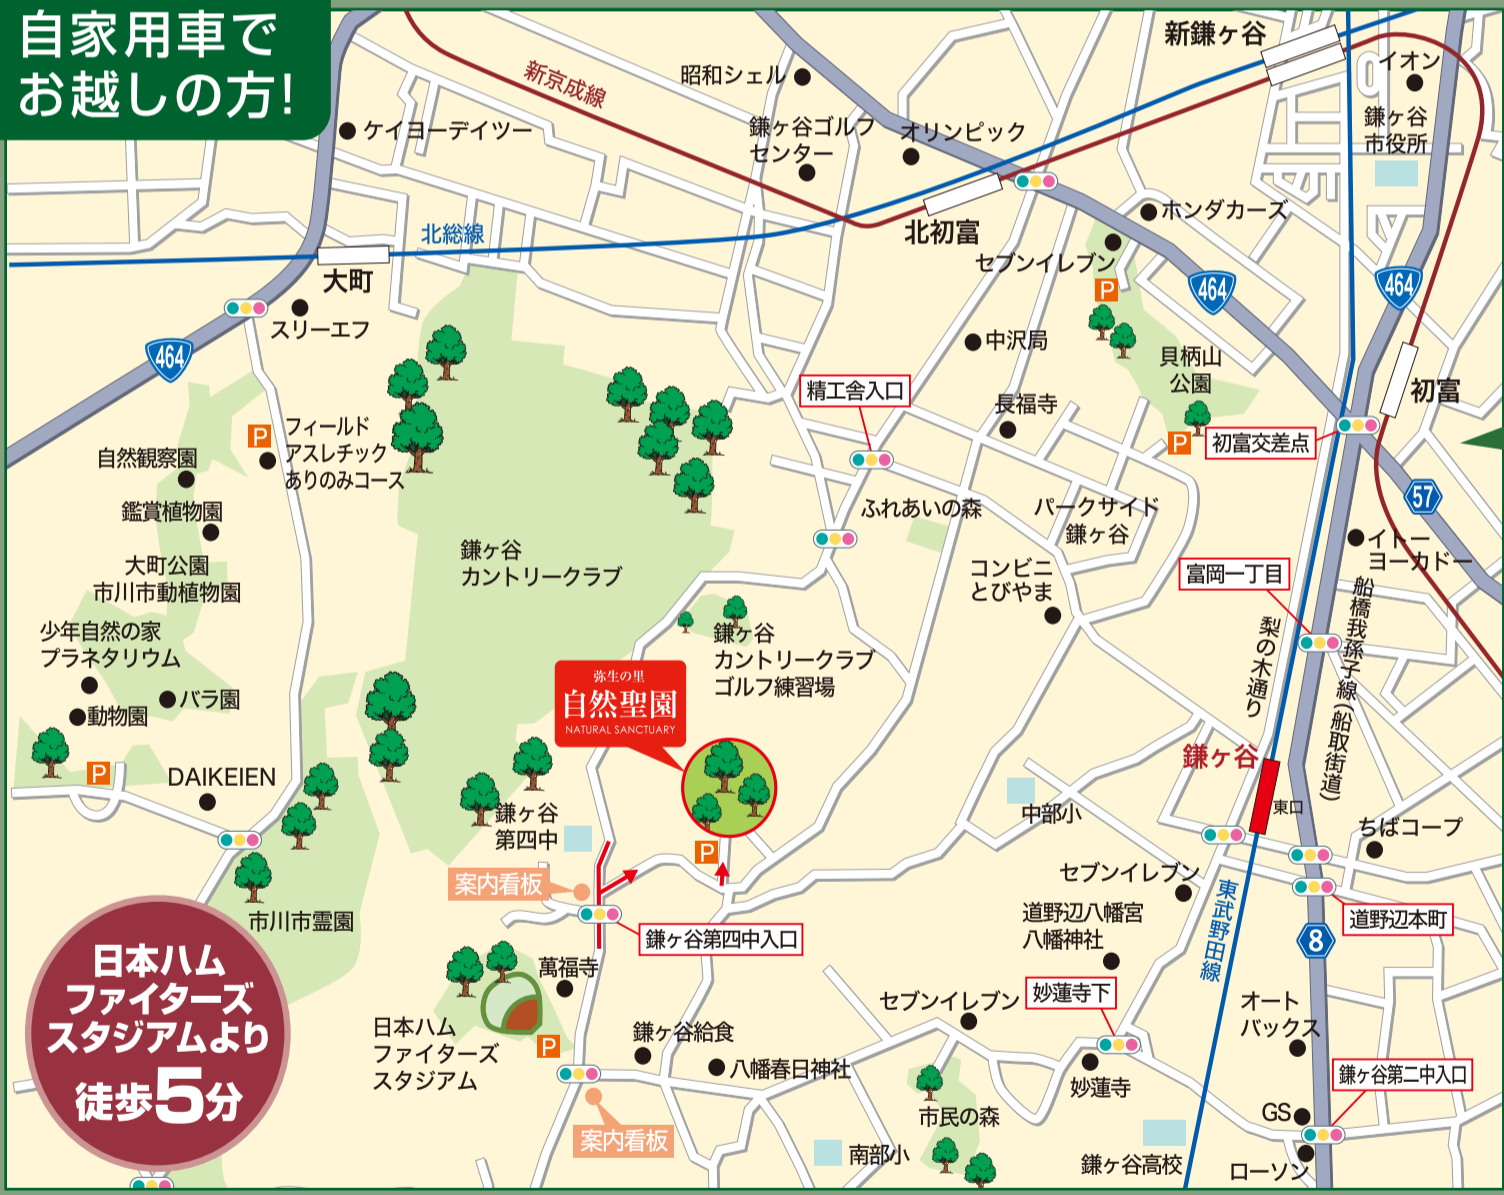 自家用車で
お越しの方!
新鎌ヶ谷
イオン
昭和シェル
新京成線
ケイヨーデイツー
鎌ヶ谷ゴルフ
センター
オリンピック
鎌ヶ谷
市役所
ホンダカーズ
北初富
北総線
セブンイレブン
大町
P
464
464
スリーエフ
464
中沢局
貝柄山
公園
初富
精工舎入口
長福寺
P
初富交差点
フィールド
アスレチック
ありのみコース
P
自然観察園
57
鑑賞植物園
ふれあいの森
パークサイド
鎌ヶ谷
イトー
ヨーカドー
鎌ヶ谷
カントリークラブ
大町公園
市川市動植物園
コンビニ
とびやま
富岡一丁目
船橋我孫子線(船取街道)
梨の木通り
少年自然の家
プラネタリウム
鎌ヶ谷
カントリークラブ
ゴルフ練習場
弥生の里
自然聖園
NATURAL SANCTUARY
バラ園
動物園
鎌ヶ谷
東口
P
DAIKEIEN
鎌ヶ谷
第四中
中部小
ちばコープ
P
セブンイレブン
案内看板
東武野田線
道野辺八幡宮
八幡神社
道野辺本町
市川市霊園
鎌ヶ谷第四中入口
8
日本ハム
ファイターズ
スタジアムより
徒歩5分
萬福寺
セブンイレブン
妙蓮寺下
オート
バックス
日本ハム
ファイターズ
スタジアム
P
鎌ヶ谷給食
八幡春日神社
妙蓮寺
鎌ヶ谷第二中入口
市民の森
GS
案内看板
南部小
鎌ヶ谷高校
ローソン